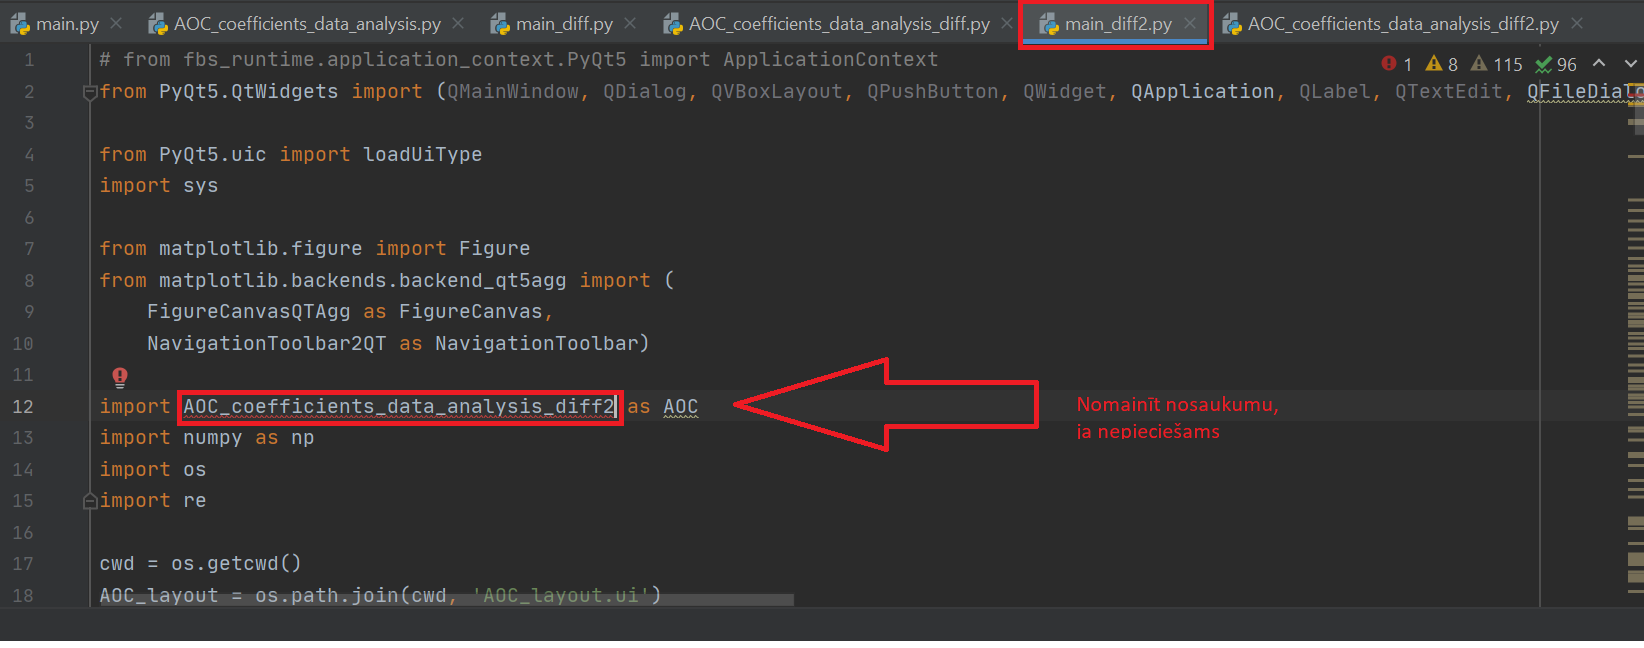 main.py AOC_coefficients_data_analysis.py main_diff.py AOC_coefficients_data_analysis_diff.py main_diff2.py AOC_coefficients_data_analysis_diff2.py
1 # from fbs_runtime.application_context.PyQt5 import ApplicationContext
1 8 115 96
2 from PyQt5.QtWidgets import (QMainWindow, QDialog, QVBoxLayout, QPushButton, QWidget, QApplication, QLabel, QTextEdit, QFileDialo
3
4 from PyQt5.uic import loadUiType
5 import sys
6
7 from matplotlib.figure import Figure
8 from matplotlib.backends.backend_qt5agg import (
9 FigureCanvasQTAgg as FigureCanvas,
10 NavigationToolbar2QT as NavigationToolbar)
11
12 import AOC_coefficients_data_analysis_diff2 as AOC
Nomainīt nosaukumu,
ja nepieciešams
13 import numpy as np
14 import os
15 import re
16
17 cwd = os.getcwd()
18 AOC_layout = os.path.join(cwd, 'AOC_layout.ui')